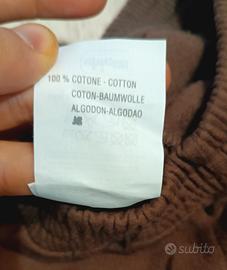 100 % COTONE - COTTON
COTON-BAUMWOLLE
ALGODON-ALGODAO
subito